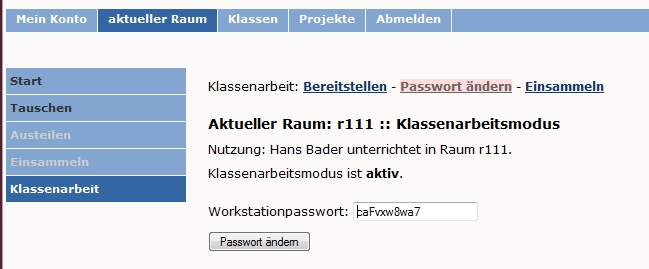 Mein Konto aktueller Raum Klassen Projekte Abmelden
Start
Tauschen
Austeilen
Einsammeln
Klassenarbeit
Klassenarbeit: Bereitstellen - Passwort ändern - Einsammeln
Aktueller Raum: r111 :: Klassenarbeitsmodus
Nutzung: Hans Bader unterrichtet in Raum r111.
Klassenarbeitsmodus ist aktiv.
Workstationpasswort: caFvxw8wa7
Passwort ändern